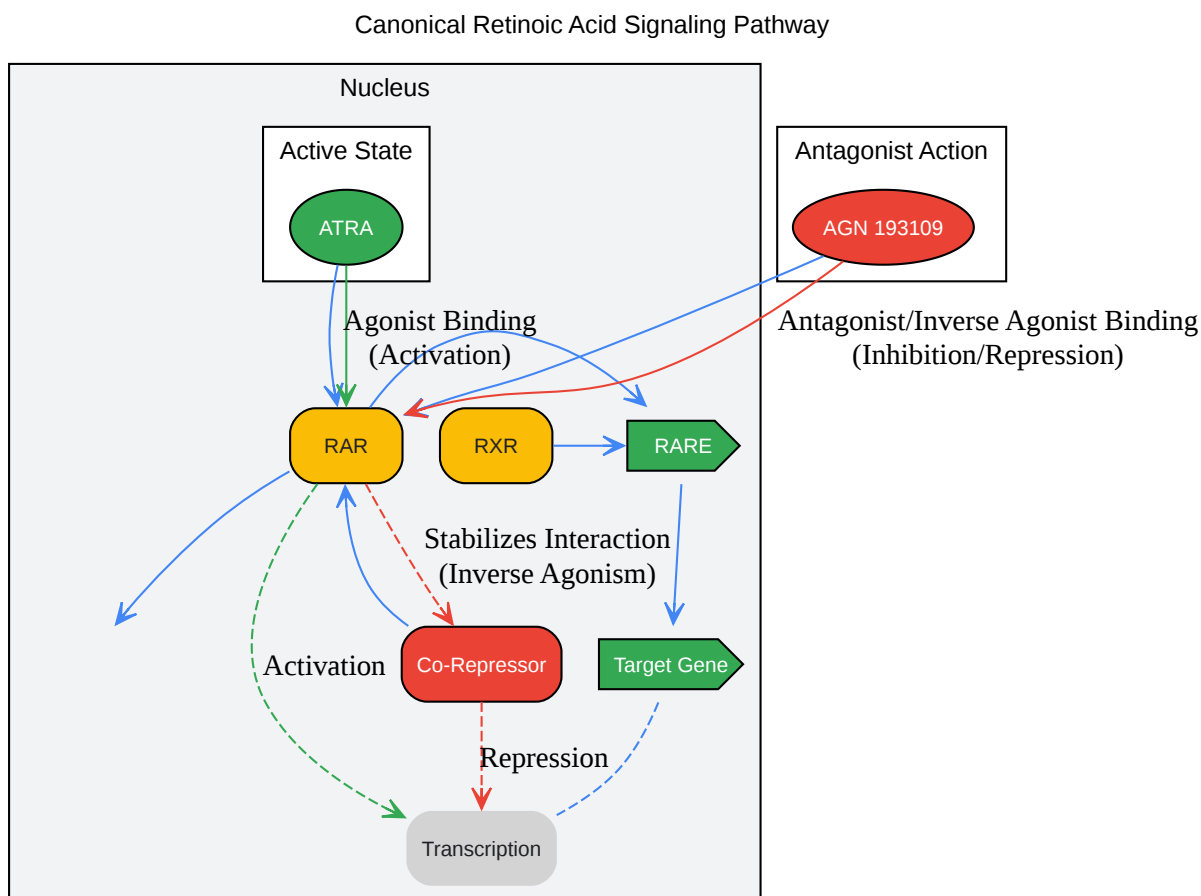 Canonical Retinoic Acid Signaling Pathway
Nucleus
Active State
Antagonist Action
ATRA
AGN 193109
Agonist Binding
(Activation)
Antagonist/Inverse Agonist Binding
(Inhibition/Repression)
RAR
RXR
RARE
Stabilizes Interaction
(Inverse Agonism)
Activation
Co-Repressor
Target Gene
Repression
Transcription